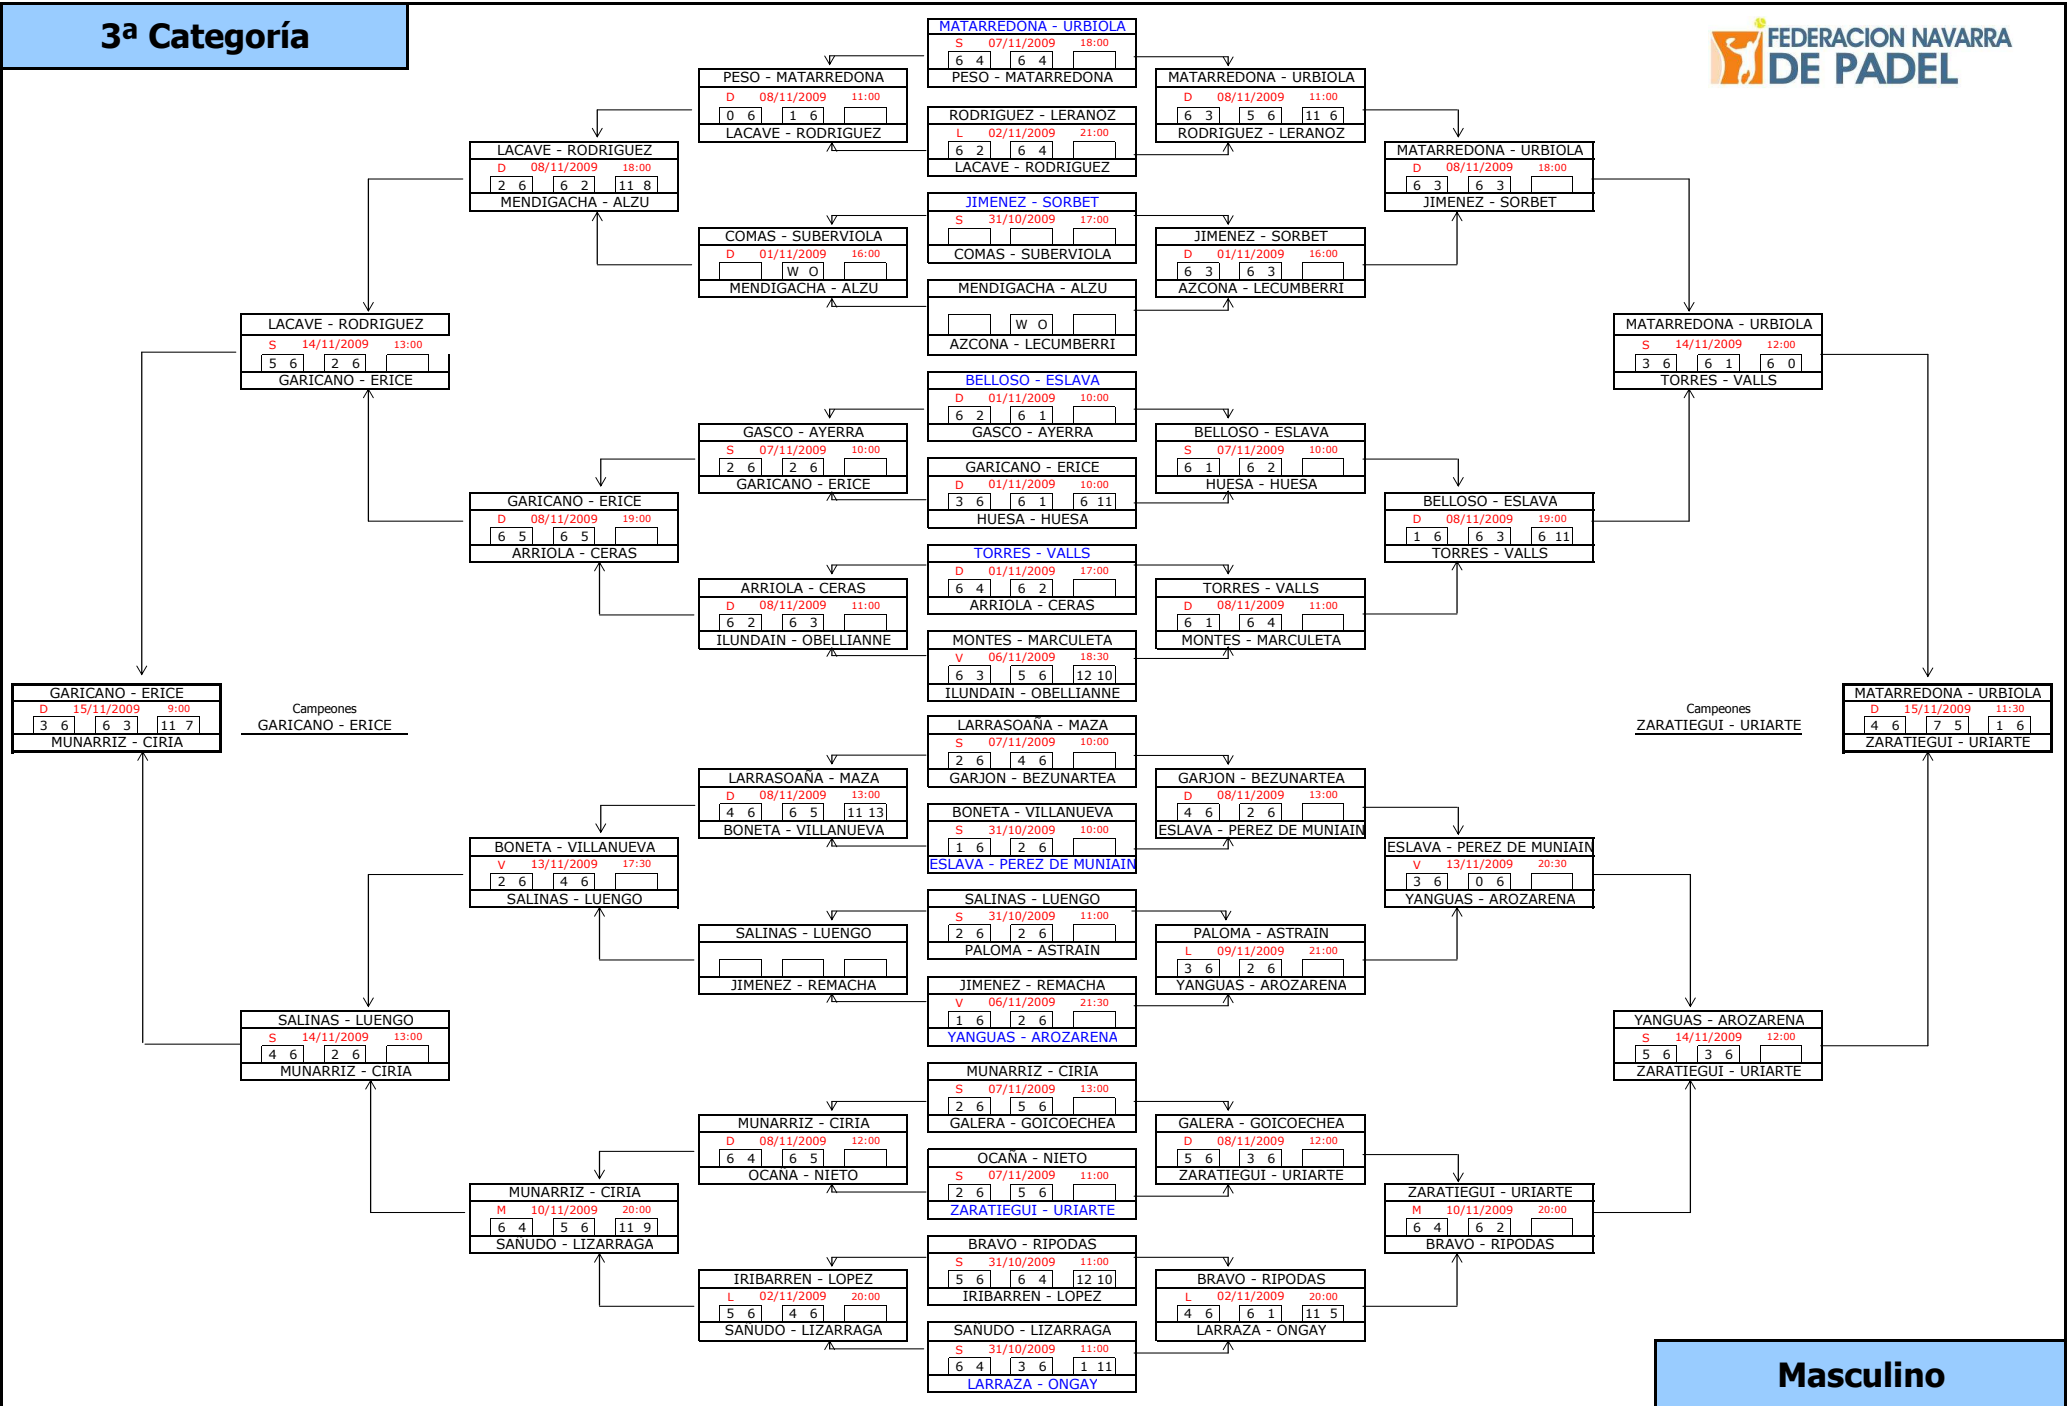 3ª Categoría
FEDERACION NAVARRA
DE PADEL
GARICANO - ERICE
D 15/11/2009 9:00
3 6 6 3 11 7
MUNARRIZ - CIRIA
Campeones
GARICANO - ERICE
LACAVE - RODRIGUEZ
S 14/11/2009 13:00
5 6 2 6
GARICANO - ERICE
SALINAS - LUENGO
S 14/11/2009 13:00
4 6 2 6
MUNARRIZ - CIRIA
LACAVE - RODRIGUEZ
D 08/11/2009 18:00
2 6 6 2 11 8
MENDIGACHA - ALZU
GARICANO - ERICE
D 08/11/2009 19:00
6 5 6 5
ARRIOLA - CERAS
BONETA - VILLANUEVA
V 13/11/2009 17:30
2 6 4 6
SALINAS - LUENGO
MUNARRIZ - CIRIA
M 10/11/2009 20:00
6 4 5 6 11 9
SAÑUDO - LIZARRAGA
PESO - MATARREDONA
D 08/11/2009 11:00
0 6 1 6
LACAVE - RODRIGUEZ
COMAS - SUBERVIOLA
D 01/11/2009 16:00
W O
MENDIGACHA - ALZU
GASCO - AYERRA
S 07/11/2009 10:00
2 6 2 6
GARICANO - ERICE
ARRIOLA - CERAS
D 08/11/2009 11:00
6 2 6 3
ILUNDAIN - OBELLIANNE
LARRASOAÑA - MAZA
D 08/11/2009 13:00
4 6 6 5 11 13
BONETA - VILLANUEVA
SALINAS - LUENGO
JIMENEZ - REMACHA
MUNARRIZ - CIRIA
D 08/11/2009 12:00
6 4 6 5
OCAÑA - NIETO
IRIBARREN - LOPEZ
L 02/11/2009 20:00
5 6 4 6
SAÑUDO - LIZARRAGA
MATARREDONA - URBIOLA
S 07/11/2009 18:00
6 4 6 4
PESO - MATARREDONA
RODRIGUEZ - LERANOZ
L 02/11/2009 21:00
6 2 6 4
LACAVE - RODRIGUEZ
JIMENEZ - SORBET
S 31/10/2009 17:00
COMAS - SUBERVIOLA
MENDIGACHA - ALZU
W O
AZCONA - LECUMBERRI
BELLOSO - ESLAVA
D 01/11/2009 10:00
6 2 6 1
GASCO - AYERRA
GARICANO - ERICE
D 01/11/2009 10:00
3 6 6 1 6 11
HUESA - HUESA
TORRES - VALLS
D 01/11/2009 17:00
6 4 6 2
ARRIOLA - CERAS
MONTES - MARCULETA
V 06/11/2009 18:30
6 3 5 6 12 10
ILUNDAIN - OBELLIANNE
LARRASOAÑA - MAZA
S 07/11/2009 10:00
2 6 4 6
GARJON - BEZUNARTEA
BONETA - VILLANUEVA
S 31/10/2009 10:00
1 6 2 6
ESLAVA - PEREZ DE MUNIAIN
SALINAS - LUENGO
S 31/10/2009 11:00
2 6 2 6
PALOMA - ASTRAIN
JIMENEZ - REMACHA
V 06/11/2009 21:30
1 6 2 6
YANGUAS - AROZARENA
MUNARRIZ - CIRIA
S 07/11/2009 13:00
2 6 5 6
GALERA - GOICOECHEA
OCAÑA - NIETO
S 07/11/2009 11:00
2 6 5 6
ZARATIEGUI - URIARTE
BRAVO - RIPODAS
S 31/10/2009 11:00
5 6 6 4 12 10
IRIBARREN - LOPEZ
SAÑUDO - LIZARRAGA
S 31/10/2009 11:00
6 4 3 6 1 11
LARRAZA - ONGAY
MATARREDONA - URBIOLA
D 08/11/2009 11:00
6 3 5 6 11 6
RODRIGUEZ - LERANOZ
JIMENEZ - SORBET
D 01/11/2009 16:00
6 3 6 3
AZCONA - LECUMBERRI
BELLOSO - ESLAVA
S 07/11/2009 10:00
6 1 6 2
HUESA - HUESA
TORRES - VALLS
D 08/11/2009 11:00
6 1 6 4
MONTES - MARCULETA
GARJON - BEZUNARTEA
D 08/11/2009 13:00
4 6 2 6
ESLAVA - PEREZ DE MUNIAIN
PALOMA - ASTRAIN
L 09/11/2009 21:00
3 6 2 6
YANGUAS - AROZARENA
GALERA - GOICOECHEA
D 08/11/2009 12:00
5 6 3 6
ZARATIEGUI - URIARTE
BRAVO - RIPODAS
L 02/11/2009 20:00
4 6 6 1 11 5
LARRAZA - ONGAY
MATARREDONA - URBIOLA
D 08/11/2009 18:00
6 3 6 3
JIMENEZ - SORBET
BELLOSO - ESLAVA
D 08/11/2009 19:00
1 6 6 3 6 11
TORRES - VALLS
ESLAVA - PEREZ DE MUNIAIN
V 13/11/2009 20:30
3 6 0 6
YANGUAS - AROZARENA
ZARATIEGUI - URIARTE
M 10/11/2009 20:00
6 4 6 2
BRAVO - RIPODAS
MATARREDONA - URBIOLA
S 14/11/2009 12:00
3 6 6 1 6 0
TORRES - VALLS
YANGUAS - AROZARENA
S 14/11/2009 12:00
5 6 3 6
ZARATIEGUI - URIARTE
Campeones
ZARATIEGUI - URIARTE
MATARREDONA - URBIOLA
D 15/11/2009 11:30
4 6 7 5 1 6
ZARATIEGUI - URIARTE
Masculino